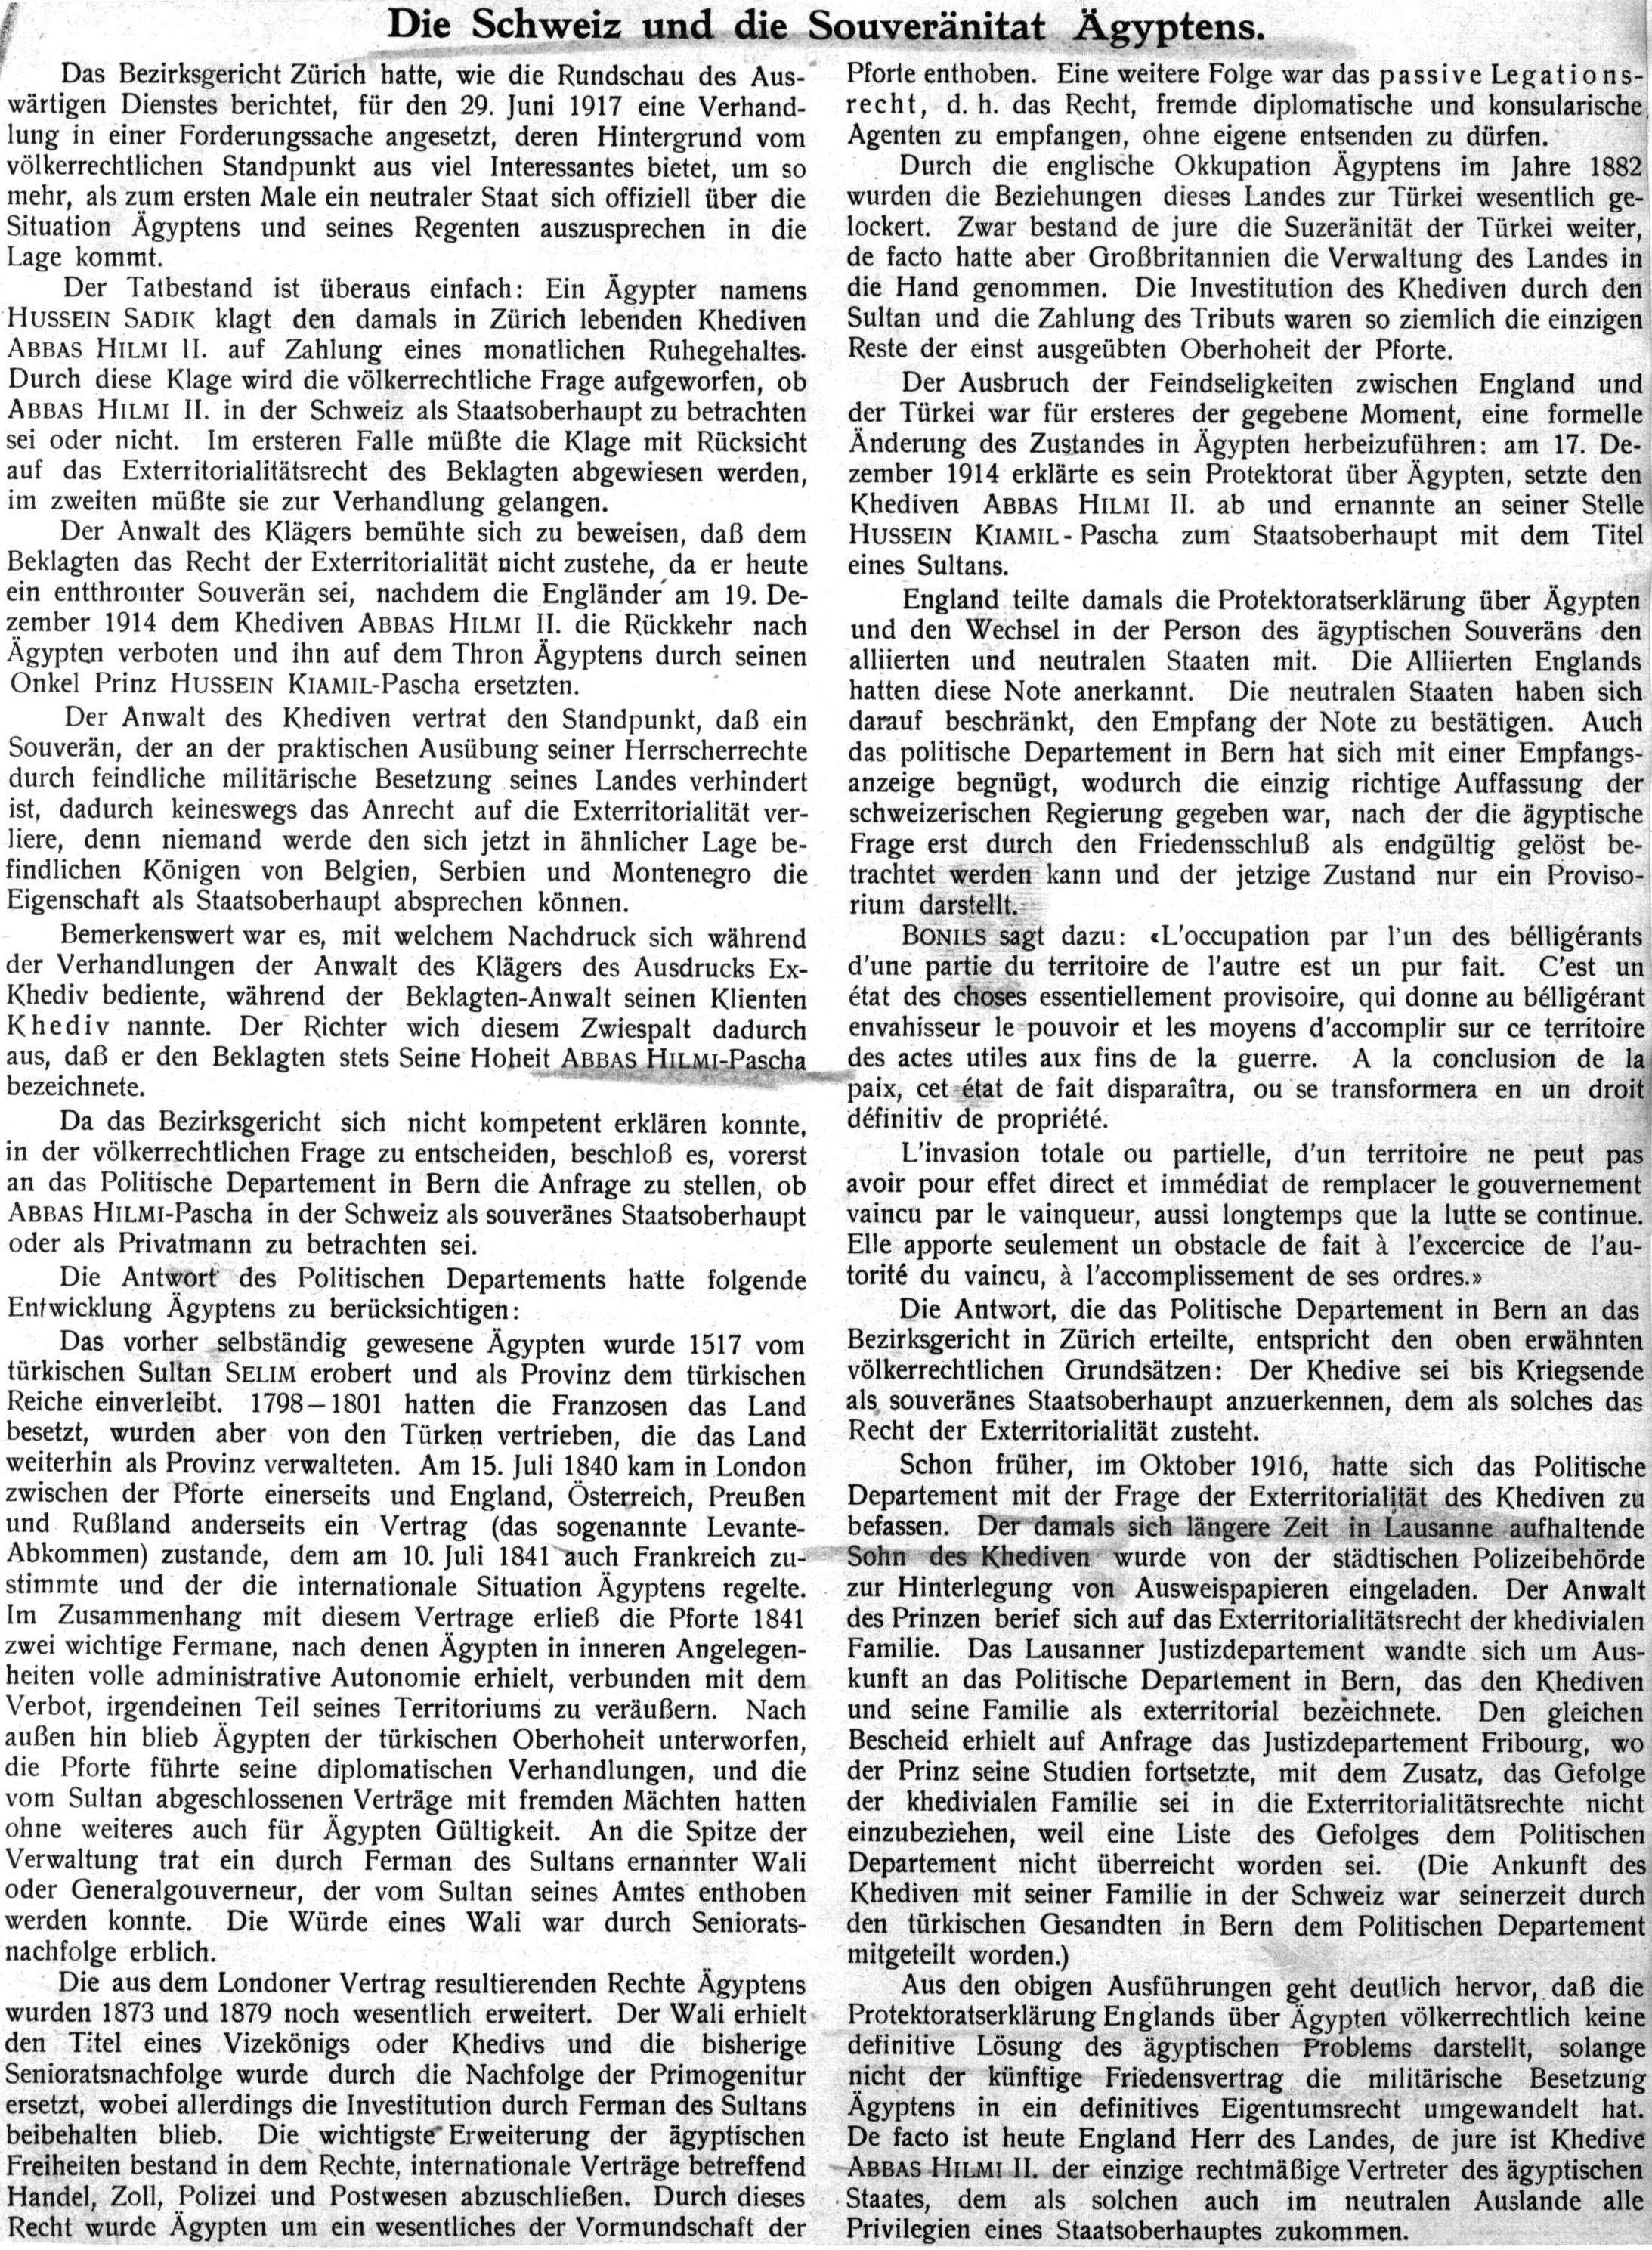 Die Schweiz und die Souveränitat Ägyptens.
Das Bezirksgericht Zürich hatte, wie die Rundschau des Aus-
wärtigen Dienstes berichtet, für den 29. Juni 1917 eine Verhand-
lung in einer Forderungssache angesetzt, deren Hintergrund vom
völkerrechtlichen Standpunkt aus viel Interessantes bietet, um so
mehr, als zum ersten Male ein neutraler Staat sich offiziell über die
Situation Ägyptens und seines Regenten auszusprechen in die
Lage kommt.
Der Tatbestand ist überaus einfach: Ein Ägypter namens
HUSSEIN SADIK klagt den damals in Zürich lebenden Khediven
ABBAS HILMI II. auf Zahlung eines monatlichen Ruhegehaltes.
Durch diese Klage wird die völkerrechtliche Frage aufgeworfen, ob
ABBAS HILMI II. in der Schweiz als Staatsoberhaupt zu betrachten
sei oder nicht. Im ersteren Falle müßte die Klage mit Rücksicht
auf das Exterritorialitätsrecht des Beklagten abgewiesen werden,
im zweiten müßte sie zur Verhandlung gelangen.
Der Anwalt des Klägers bemühte sich zu beweisen, daß dem
Beklagten das Recht der Exterritorialität nicht zustehe, da er heute
ein entthronter Souverän sei, nachdem die Engländer am 19. De-
zember 1914 dem Khediven ABBAS HILMI II. die Rückkehr nach
Ägypten verboten und ihn auf dem Thron Ägyptens durch seinen
Onkel Prinz HUSSEIN KIAMIL-Pascha ersetzten.
Der Anwalt des Khediven vertrat den Standpunkt, daß ein
Souverän, der an der praktischen Ausübung seiner Herrscherrechte
durch feindliche militärische Besetzung seines Landes verhindert
ist, dadurch keineswegs das Anrecht auf die Exterritorialität ver-
liere, denn niemand werde den sich jetzt in ähnlicher Lage be-
findlichen Königen von Belgien, Serbien und Montenegro die
Eigenschaft als Staatsoberhaupt absprechen können.
Bemerkenswert war es, mit welchem Nachdruck sich während
der Verhandlungen der Anwalt des Klägers des Ausdrucks Ex-
Khediv bediente, während der Beklagten-Anwalt seinen Klienten
Khediv nannte. Der Richter wich diesem Zwiespalt dadurch
aus, daß er den Beklagten stets Seine Hoheit ABBAS HILMI-Pascha
bezeichnete.
Da das Bezirksgericht sich nicht kompetent erklären konnte,
in der völkerrechtlichen Frage zu entscheiden, beschloß es, vorerst
an das Politische Departement in Bern die Anfrage zu stellen, ob
ABBAS HILMI-Pascha in der Schweiz als souveränes Staatsoberhaupt
oder als Privatmann zu betrachten sei.
Die Antwort des Politischen Departements hatte folgende
Entwicklung Ägyptens zu berücksichtigen:
Das vorher selbständig gewesene Ägypten wurde 1517 vom
türkischen Sultan SELIM erobert und als Provinz dem türkischen
Reiche einverleibt. 1798–1801 hatten die Franzosen das Land
besetzt, wurden aber von den Türken vertrieben, die das Land
weiterhin als Provinz verwalteten. Am 15. Juli 1840 kam in London
zwischen der Pforte einerseits und England, Österreich, Preußen
und Rußland anderseits ein Vertrag (das sogenannte Levante-
Abkommen) zustande, dem am 10. Juli 1841 auch Frankreich zu-
stimmte und der die internationale Situation Ägyptens regelte.
Im Zusammenhang mit diesem Vertrage erließ die Pforte 1841
zwei wichtige Fermane, nach denen Ägypten in inneren Angelegen-
heiten volle administrative Autonomie erhielt, verbunden mit dem
Verbot, irgendeinen Teil seines Territoriums zu veräußern. Nach
außen hin blieb Ägypten der türkischen Oberhoheit unterworfen,
die Pforte führte seine diplomatischen Verhandlungen, und die
vom Sultan abgeschlossenen Verträge mit fremden Mächten hatten
ohne weiteres auch für Ägypten Gültigkeit. An die Spitze der
Verwaltung trat ein durch Ferman des Sultans ernannter Wali
oder Generalgouverneur, der vom Sultan seines Amtes enthoben
werden konnte. Die Würde eines Wali war durch Seniorats-
nachfolge erblich.
Die aus dem Londoner Vertrag resultierenden Rechte Ägyptens
wurden 1873 und 1879 noch wesentlich erweitert. Der Wali erhielt
den Titel eines Vizekönigs oder Khedivs und die bisherige
Senioratsnachfolge wurde durch die Nachfolge der Primogenitur
ersetzt, wobei allerdings die Investitution durch Ferman des Sultans
beibehalten blieb. Die wichtigste Erweiterung der ägyptischen
Freiheiten bestand in dem Rechte, internationale Verträge betreffend
Handel, Zoll, Polizei und Postwesen abzuschließen. Durch dieses
Recht wurde Ägypten um ein wesentliches der Vormundschaft der
Pforte enthoben. Eine weitere Folge war das passive Legations-
recht, d. h. das Recht, fremde diplomatische und konsularische
Agenten zu empfangen, ohne eigene entsenden zu dürfen.
Durch die englische Okkupation Ägyptens im Jahre 1882
wurden die Beziehungen dieses Landes zur Türkei wesentlich ge-
lockert. Zwar bestand de jure die Suzeränität der Türkei weiter,
de facto hatte aber Großbritannien die Verwaltung des Landes in
die Hand genommen. Die Investitution des Khediven durch den
Sultan und die Zahlung des Tributs waren so ziemlich die einzigen
Reste der einst ausgeübten Oberhoheit der Pforte.
Der Ausbruch der Feindseligkeiten zwischen England und
der Türkei war für ersteres der gegebene Moment, eine formelle
Änderung des Zustandes in Ägypten herbeizuführen: am 17. De-
zember 1914 erklärte es sein Protektorat über Ägypten, setzte den
Khediven ABBAS HILMI II. ab und ernannte an seiner Stelle
HUSSEIN KIAMIL-Pascha zum Staatsoberhaupt mit dem Titel
eines Sultans.
England teilte damals die Protektoratserklärung über Ägypten
und den Wechsel in der Person des ägyptischen Souveräns den
alliierten und neutralen Staaten mit. Die Alliierten Englands
hatten diese Note anerkannt. Die neutralen Staaten haben sich
darauf beschränkt, den Empfang der Note zu bestätigen. Auch
das politische Departement in Bern hat sich mit einer Empfangs-
anzeige begnügt, wodurch die einzig richtige Auffassung der
schweizerischen Regierung gegeben war, nach der die ägyptische
Frage erst durch den Friedensschluß als endgültig gelöst be-
trachtet werden kann und der jetzige Zustand nur ein Proviso-
rium darstellt.
BONILS sagt dazu: «L'occupation par l'un des bélligérants
d'une partie du territoire de l'autre est un pur fait. C'est un
état des choses essentiellement provisoire, qui donne au bélligérant
envahisseur le pouvoir et les moyens d'accomplir sur ce territoire
des actes utiles aux fins de la guerre. A la conclusion de la
paix, cet état de fait disparaîtra, ou se transformera en un droit
définitiv de propriété.
L'invasion totale ou partielle, d'un territoire ne peut pas
avoir pour effet direct et immédiat de remplacer le gouvernement
vaincu par le vainqueur, aussi longtemps que la lutte se continue.
Elle apporte seulement un obstacle de fait à l'excercice de l'au-
torité du vaincu, à l'accomplissement de ses ordres.»
Die Antwort, die das Politische Departement in Bern an das
Bezirksgericht in Zürich erteilte, entspricht den oben erwähnten
völkerrechtlichen Grundsätzen: Der Khedive sei bis Kriegsende
als souveränes Staatsoberhaupt anzuerkennen, dem als solches das
Recht der Exterritorialität zusteht.
Schon früher, im Oktober 1916, hatte sich das Politische
Departement mit der Frage der Exterritorialität des Khediven zu
befassen. Der damals sich längere Zeit in Lausanne aufhaltende
Sohn des Khediven wurde von der städtischen Polizeibehörde
zur Hinterlegung von Ausweispapieren eingeladen. Der Anwalt
des Prinzen berief sich auf das Exterritorialitätsrecht der khedivialen
Familie. Das Lausanner Justizdepartement wandte sich um Aus-
kunft an das Politische Departement in Bern, das den Khediven
und seine Familie als exterritorial bezeichnete. Den gleichen
Bescheid erhielt auf Anfrage das Justizdepartement Fribourg, wo
der Prinz seine Studien fortsetzte, mit dem Zusatz, das Gefolge
der khedivialen Familie sei in die Exterritorialitätsrechte nicht
einzubeziehen, weil eine Liste des Gefolges dem Politischen
Departement nicht überreicht worden sei. (Die Ankunft des
Khediven mit seiner Familie in der Schweiz war seinerzeit durch
den türkischen Gesandten in Bern dem Politischen Departement
mitgeteilt worden.)
Aus den obigen Ausführungen geht deutlich hervor, daß die
Protektoratserklärung Englands über Ägypten völkerrechtlich keine
definitive Lösung des ägyptischen Problems darstellt, solange
nicht der künftige Friedensvertrag die militärische Besetzung
Ägyptens in ein definitives Eigentumsrecht umgewandelt hat.
De facto ist heute England Herr des Landes, de jure ist Khedive
ABBAS HILMI II. der einzige rechtmäßige Vertreter des ägyptischen
Staates, dem als solchen auch im neutralen Auslande alle
Privilegien eines Staatsoberhauptes zukommen.